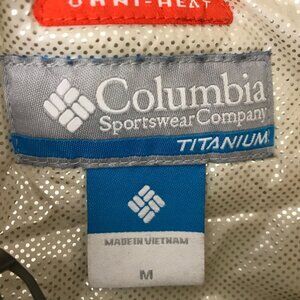 OMNI-HEAT
Columbia
Sportswear Company
TITANIUM
MADE IN VIETNAM
M